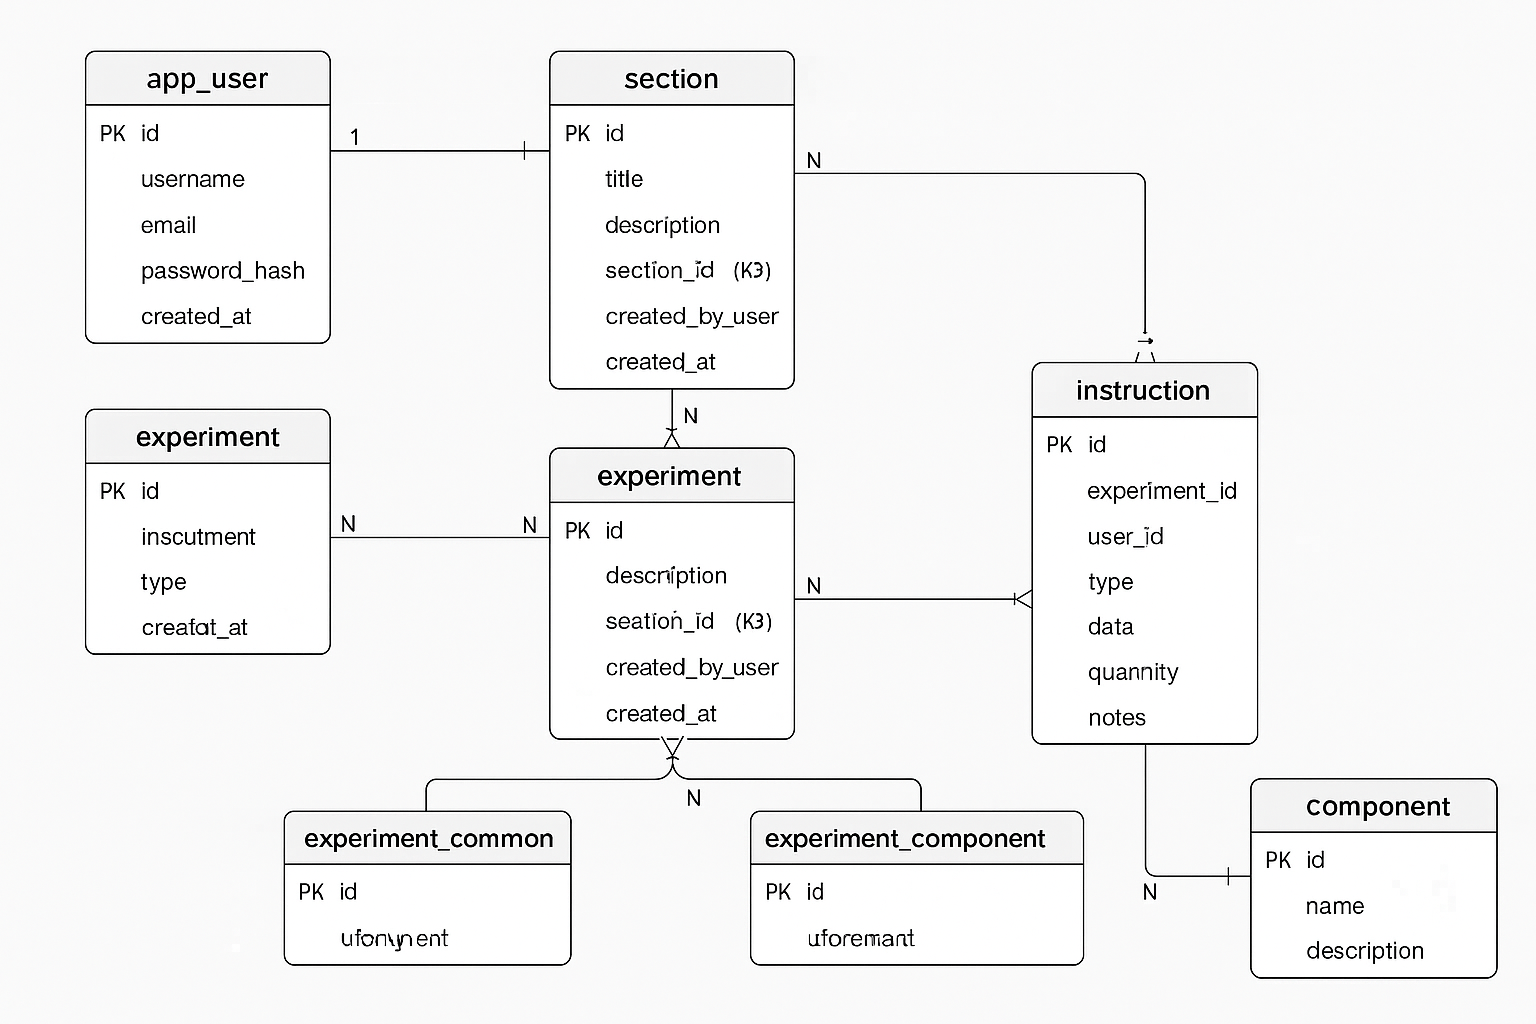 app_user
PK id
username
email
password_hash
created_at
1
section
PK id
title
description
section_id (K3)
created_by_user
created_at
N
N
experiment
PK id
inscutment
type
creatat_at
N
N
experiment
PK id
description
seation_id (K3)
created_by_user
created_at
N
N
instruction
PK id
experiment_id
user_id
type
data
quannity
notes
N
experiment_common
PK id
experiment_component
PK id
uforemant
component
PK id
name
description